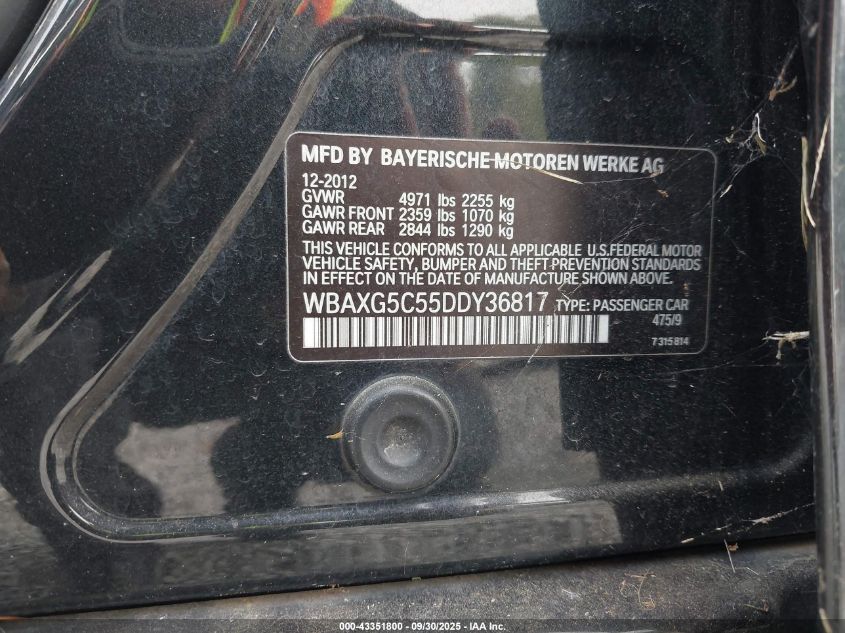 MFD BY BAYERISCHE MOTOREN WERKE AG
12-2012
GVWR 4971 lbs 2255 kg
GAWR FRONT 2359 lbs 1070 kg
GAWR REAR 2844 lbs 1290 kg
THIS VEHICLE CONFORMS TO ALL APPLICABLE U.S.FEDERAL MOTOR
VEHICLE SAFETY, BUMPER AND THEFT-PREVENTION STANDARDS
IN EFFECT ON THE DATE OF MANUFACTURE SHOWN ABOVE.
WBAXG5C55DDY36817 TYPE: PASSENGER CAR
475/9
7 315 814
000-43351800 - 09/30/2025 - IAA Inc.